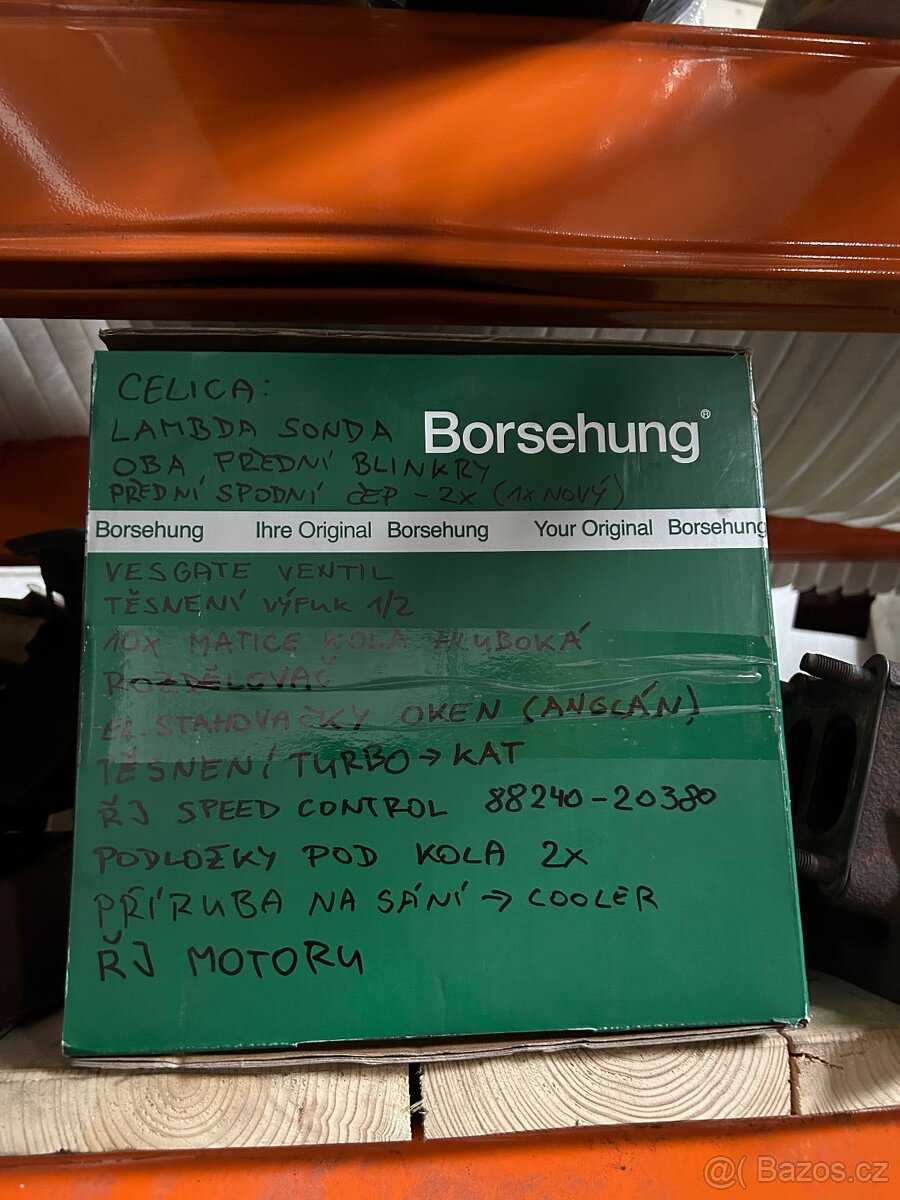 CELICA:
LAMBDA SONDA
Borsehung®
OBA PŘEDNÍ BLINKRY
PŘEDNÍ SPODNÍ ČEP - 2X (1X NOVÝ)
Borsehung Ihre Original Borsehung Your Original Borsehung
VESGATE VENTIL
TĚSNENÍ VÝFUK 1/2
10X MATICE KOLA HLUBOKÁ
ROZDĚLOVAČ
EL. STAHOVAČKY OKEN (ANGLÁN)
TĚSNENÍ TURBO → KAT
ŘJ SPEED CONTROL 88240-20380
PODLOŽKY POD KOLA 2X
PŘÍRUBA NA SÁNÍ → COOLER
ŘJ MOTORU
@( Bazos.cz